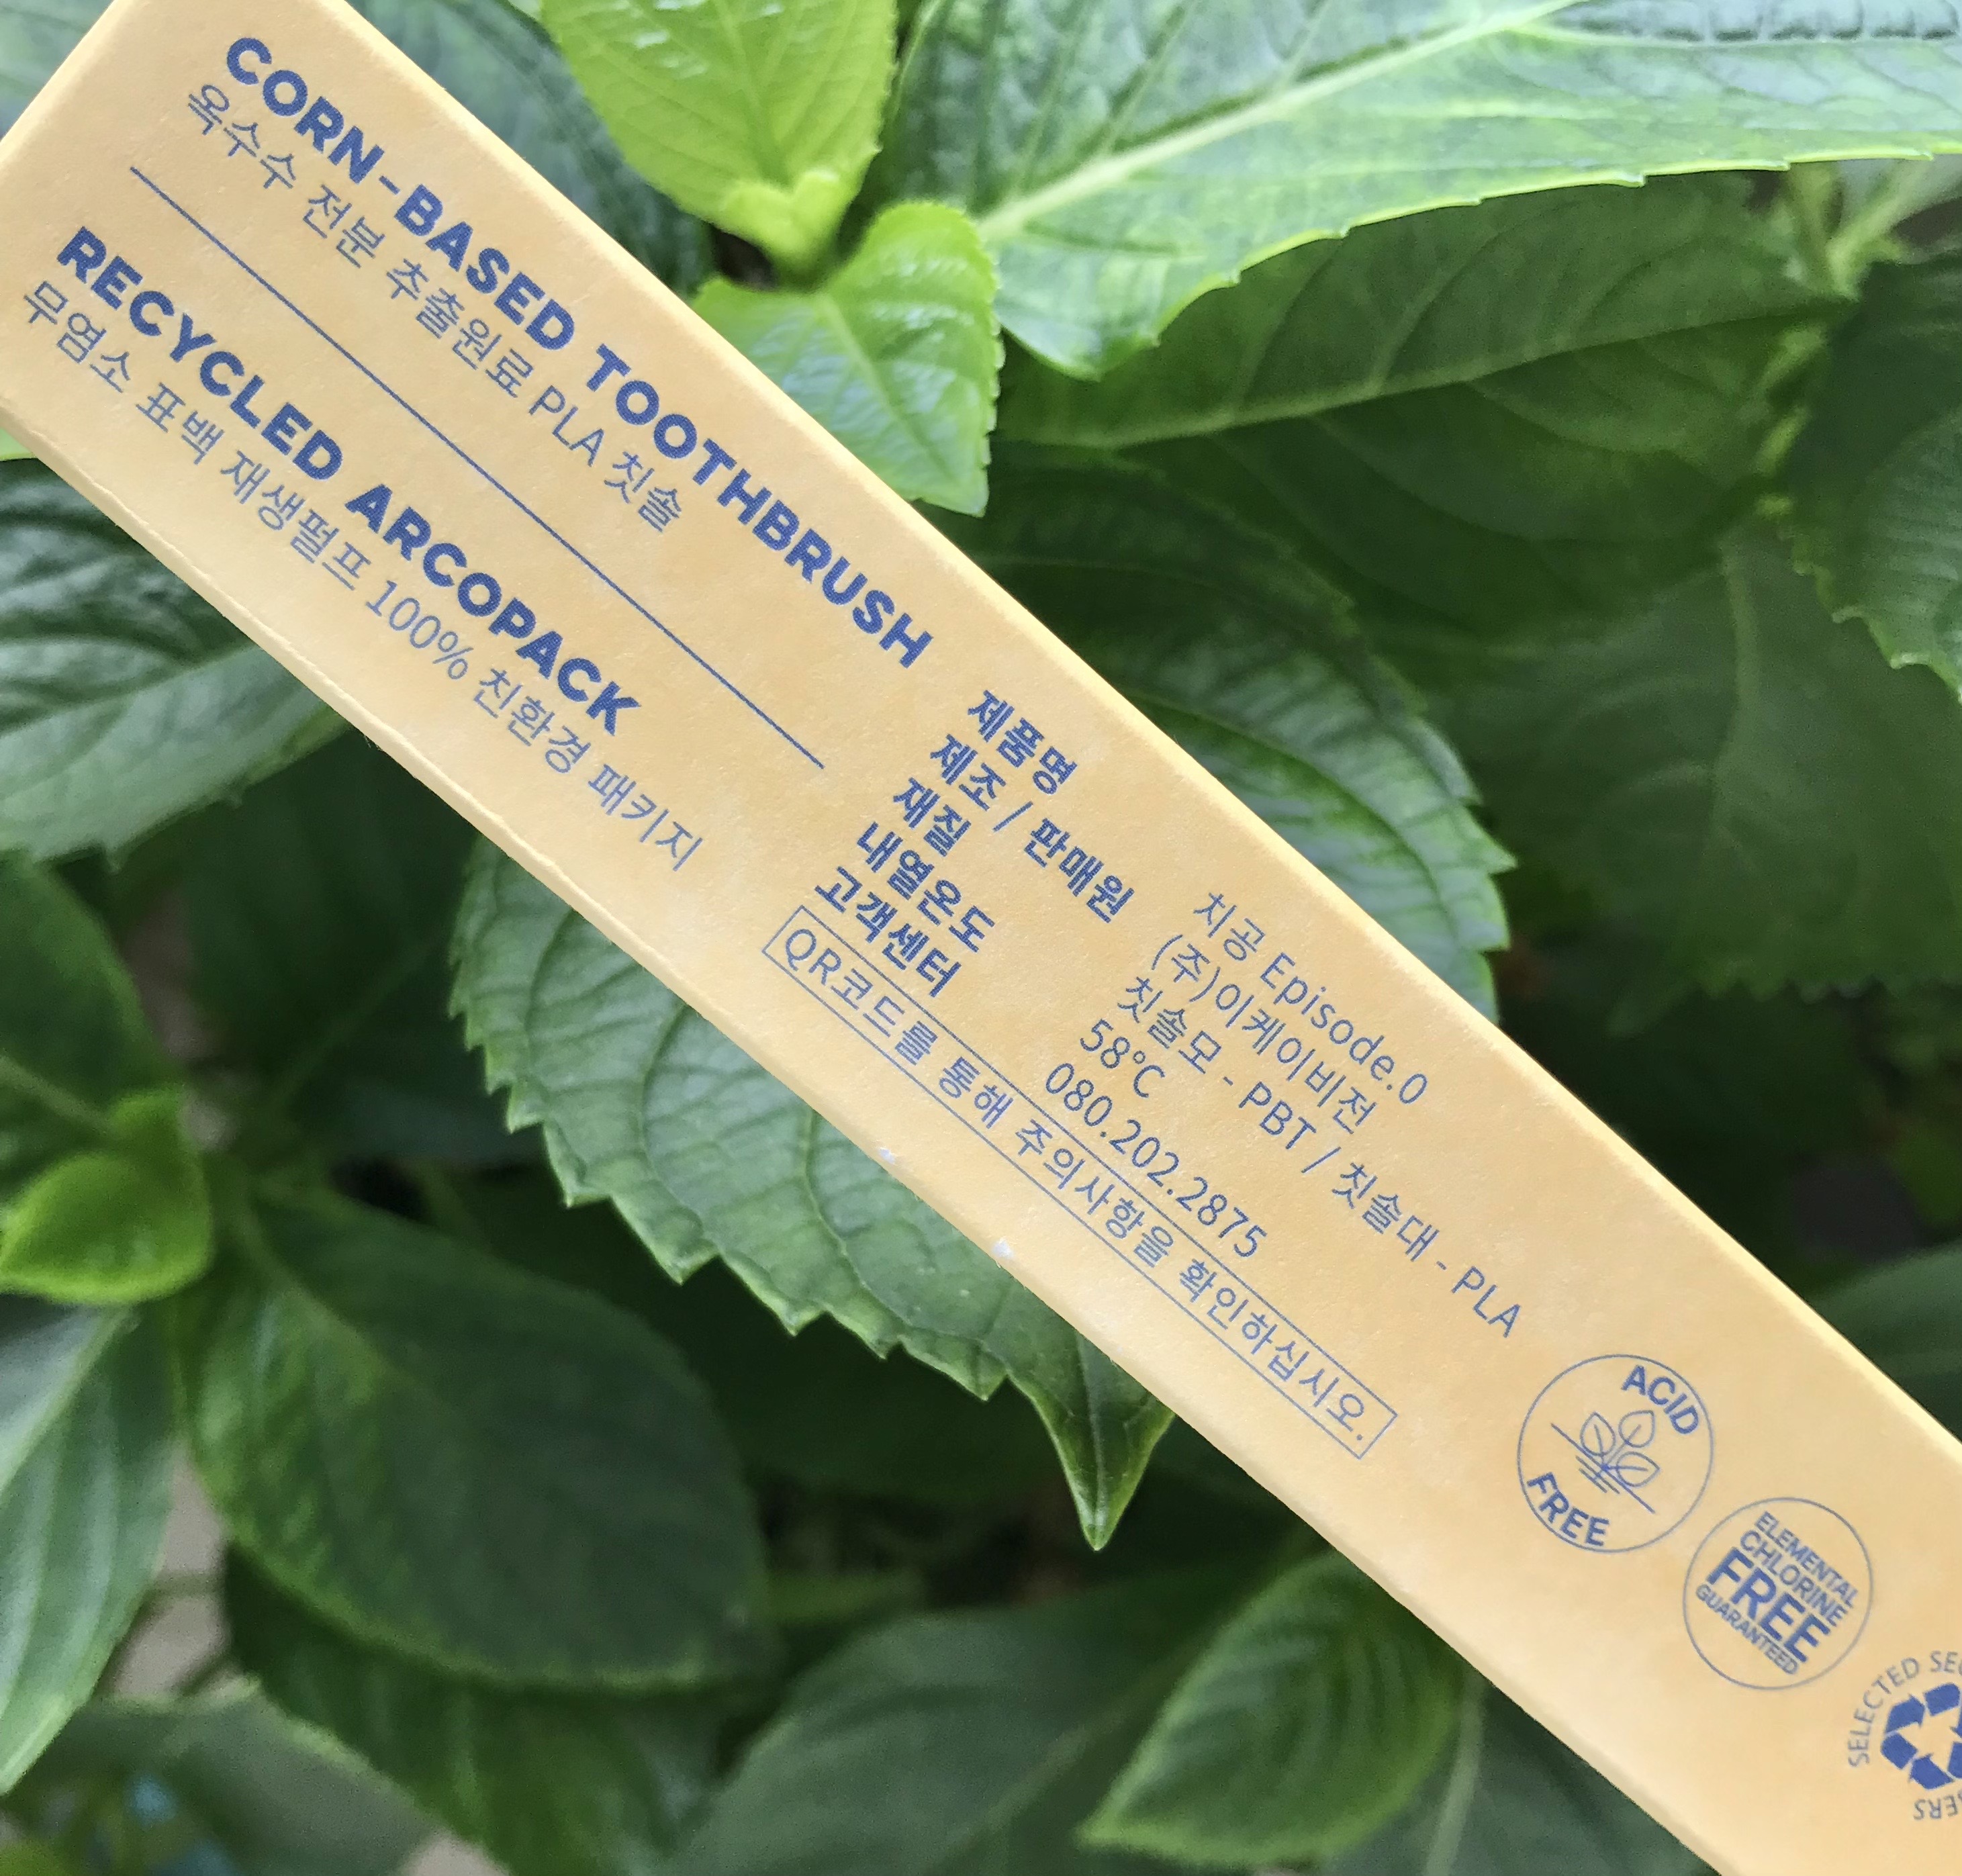 CORN-BASED TOOTHBRUSH
옥수수 전분 추출원료 PLA 칫솔
RECYCLED ARCOPACK
무염소 표백 재생펄프 100% 친환경 패키지
제품명 치공 Episode.0
제조 / 판매원 (주)이케이비전
재질 칫솔모 - PBT / 칫솔대 - PLA
내열온도 58℃
고객센터 080.202.2875
QR코드를 통해 주의사항을 확인하십시오.
ACID
FREE
ELEMENTAL
CHLORINE
FREE
GUARANTEED
SELECTED